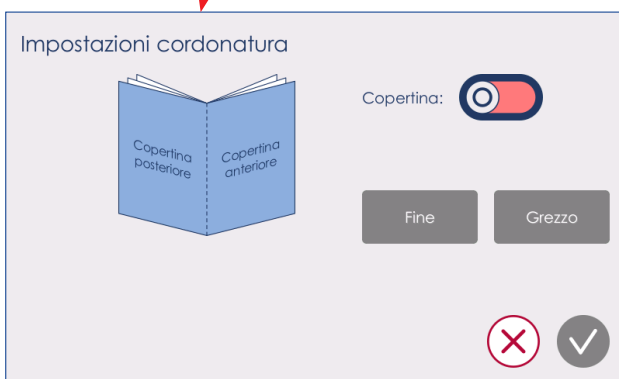 Impostazioni cordonatura
Copertina:
Copertina
posteriore
Copertina
anteriore
Fine
Grezzo